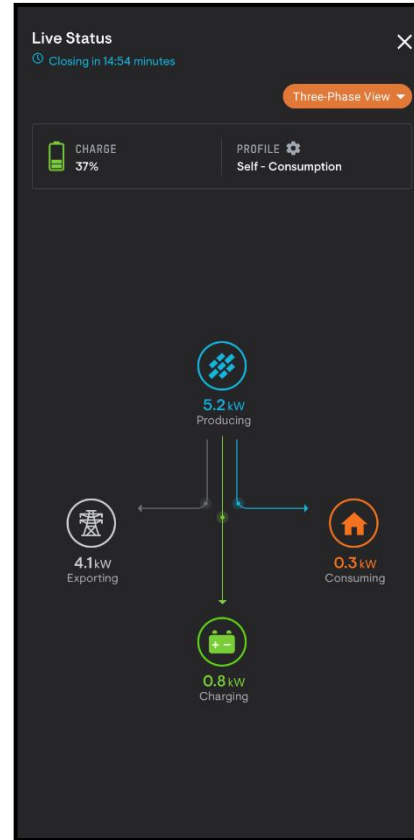 Live Status
Closing in 14:54 minutes
Three-Phase View
CHARGE
37%
PROFILE
Self - Consumption
5.2 kW
Producing
4.1 kW
Exporting
0.3 kW
Consuming
0.8 kW
Charging